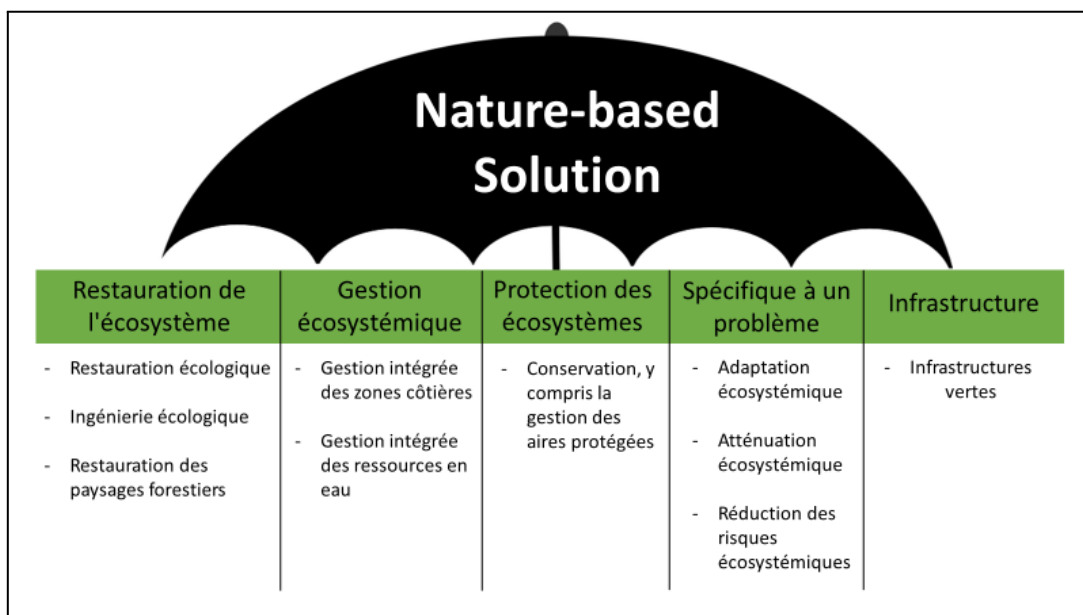 Nature-based
Solution
Restauration de
l'écosystème
Gestion
écosystémique
Protection des
écosystèmes
Spécifique à un
problème
Infrastructure
- Restauration écologique
- Ingénierie écologique
- Restauration des
paysages forestiers
- Gestion intégrée
des zones côtières
- Gestion intégrée
des ressources en
eau
- Conservation, y
compris la
gestion des
aires protégées
- Adaptation
écosystémique
- Atténuation
écosystémique
- Réduction des
risques
écosystémiques
- Infrastructures
vertes